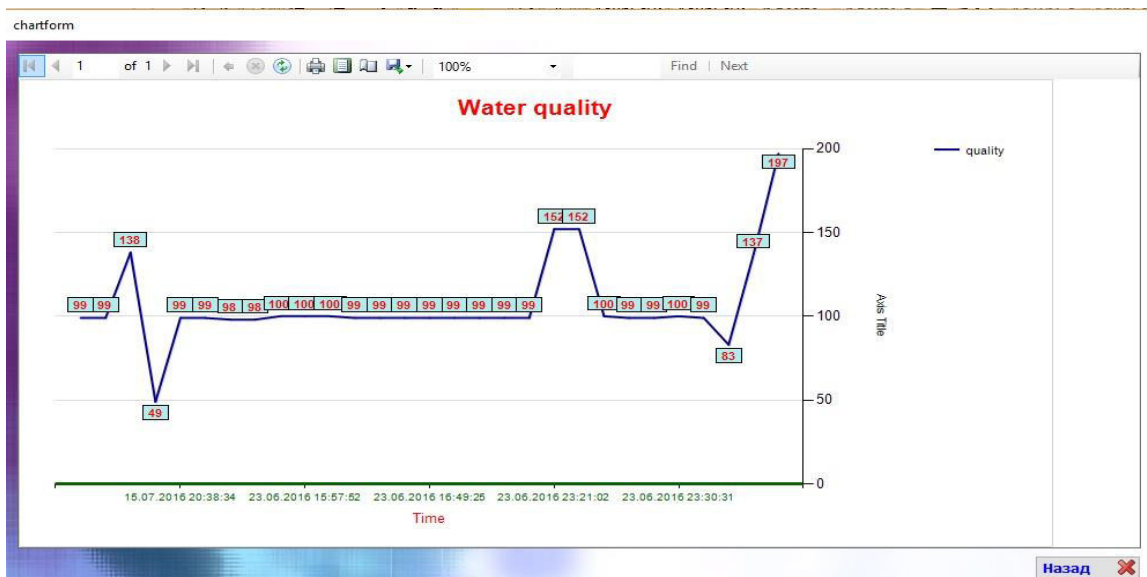 chartform
1 of 1 100% Find | Next
Water quality
200
quality
197
152 152
150
138
137
99 99
99 99 98 98 100 100 100 99 99 99 99 99 99 99 99
100 99 99 100 99
100
Axis Title
83
50
49
0
15.07.2016 20:38:34 23.06.2016 15:57:52 23.06.2016 16:49:25 23.06.2016 23:21:02 23.06.2016 23:30:31
Time
Назад